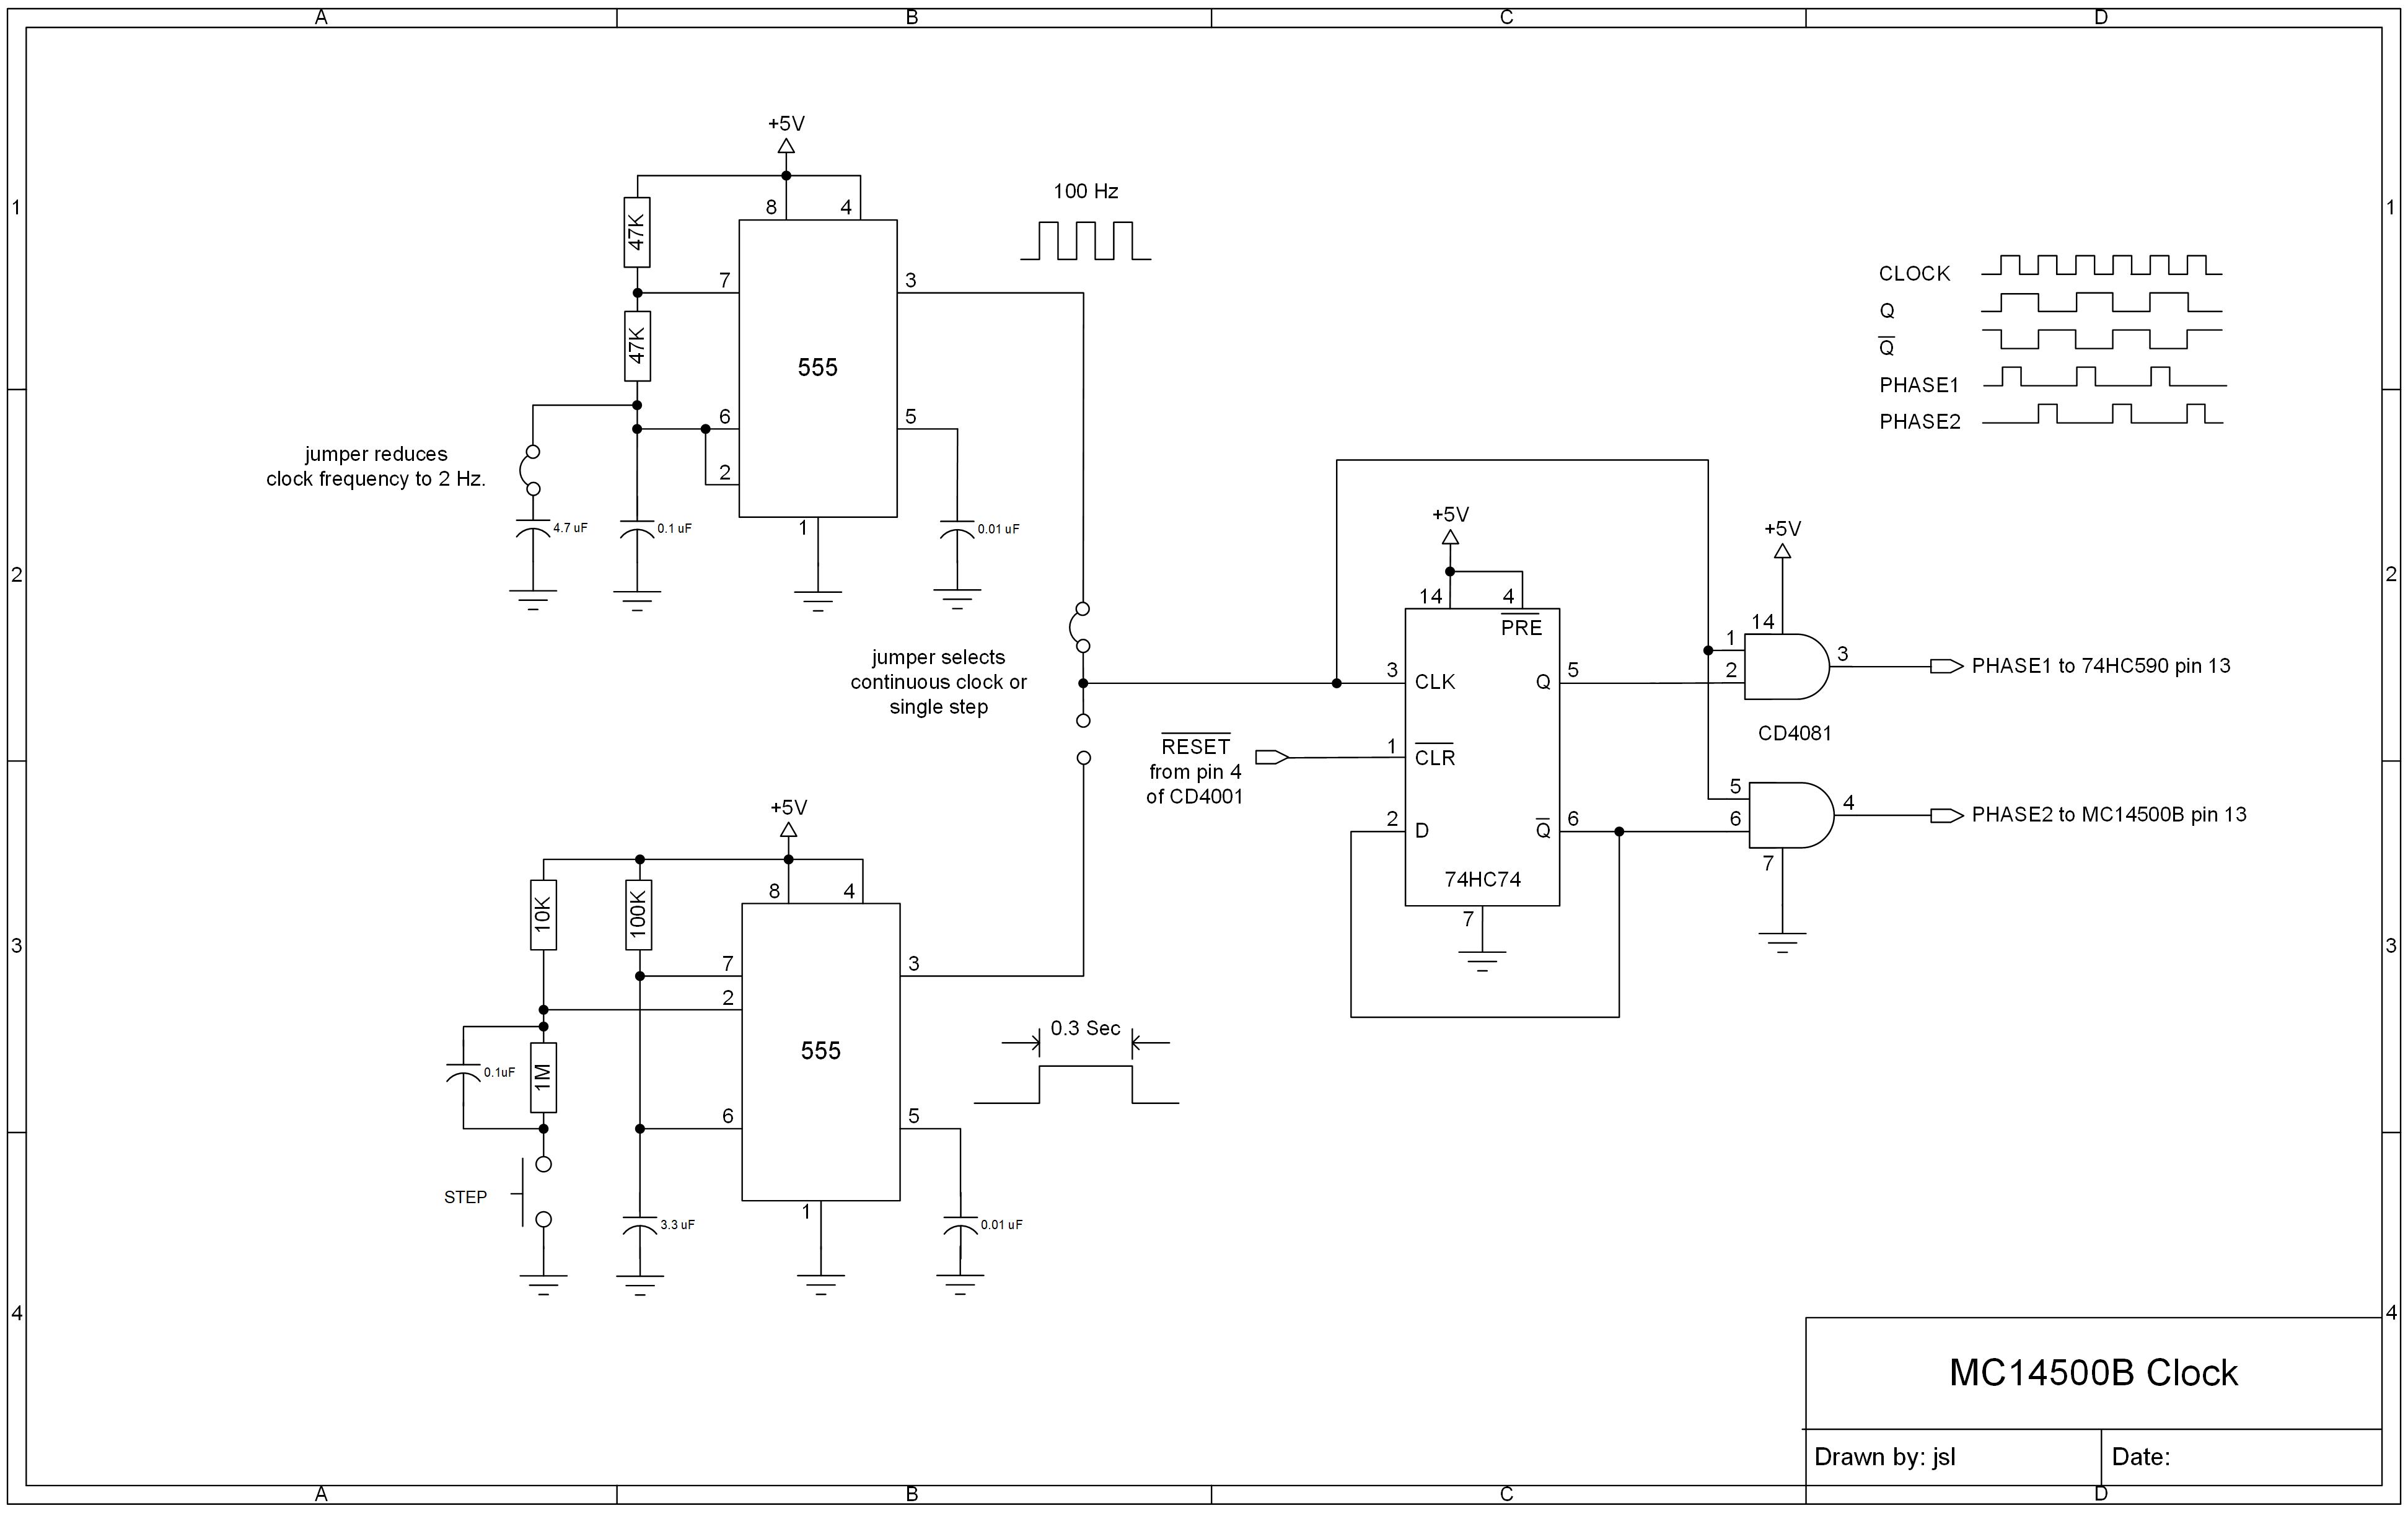 A
B
C
D
1
2
3
4
1
2
3
4
A
B
C
D
+5V
8
4
47K
7
47K
555
6
2
1
3
5
jumper reduces
clock frequency to 2 Hz.
4.7 uF
0.1 uF
0.01 uF
100 Hz
jumper selects
continuous clock or
single step
+5V
8
4
10K
100K
7
2
555
6
1
3
5
0.1uF
1M
STEP
3.3 uF
0.01 uF
0.3 Sec
RESET
from pin 4
of CD4001
+5V
14
4
PRE
3
CLK
Q
5
1
CLR
2
D
Q
6
74HC74
7
+5V
14
1
2
3
PHASE1 to 74HC590 pin 13
CD4081
5
6
4
PHASE2 to MC14500B pin 13
7
CLOCK
Q
Q
PHASE1
PHASE2
MC14500B Clock
Drawn by: jsl
Date: